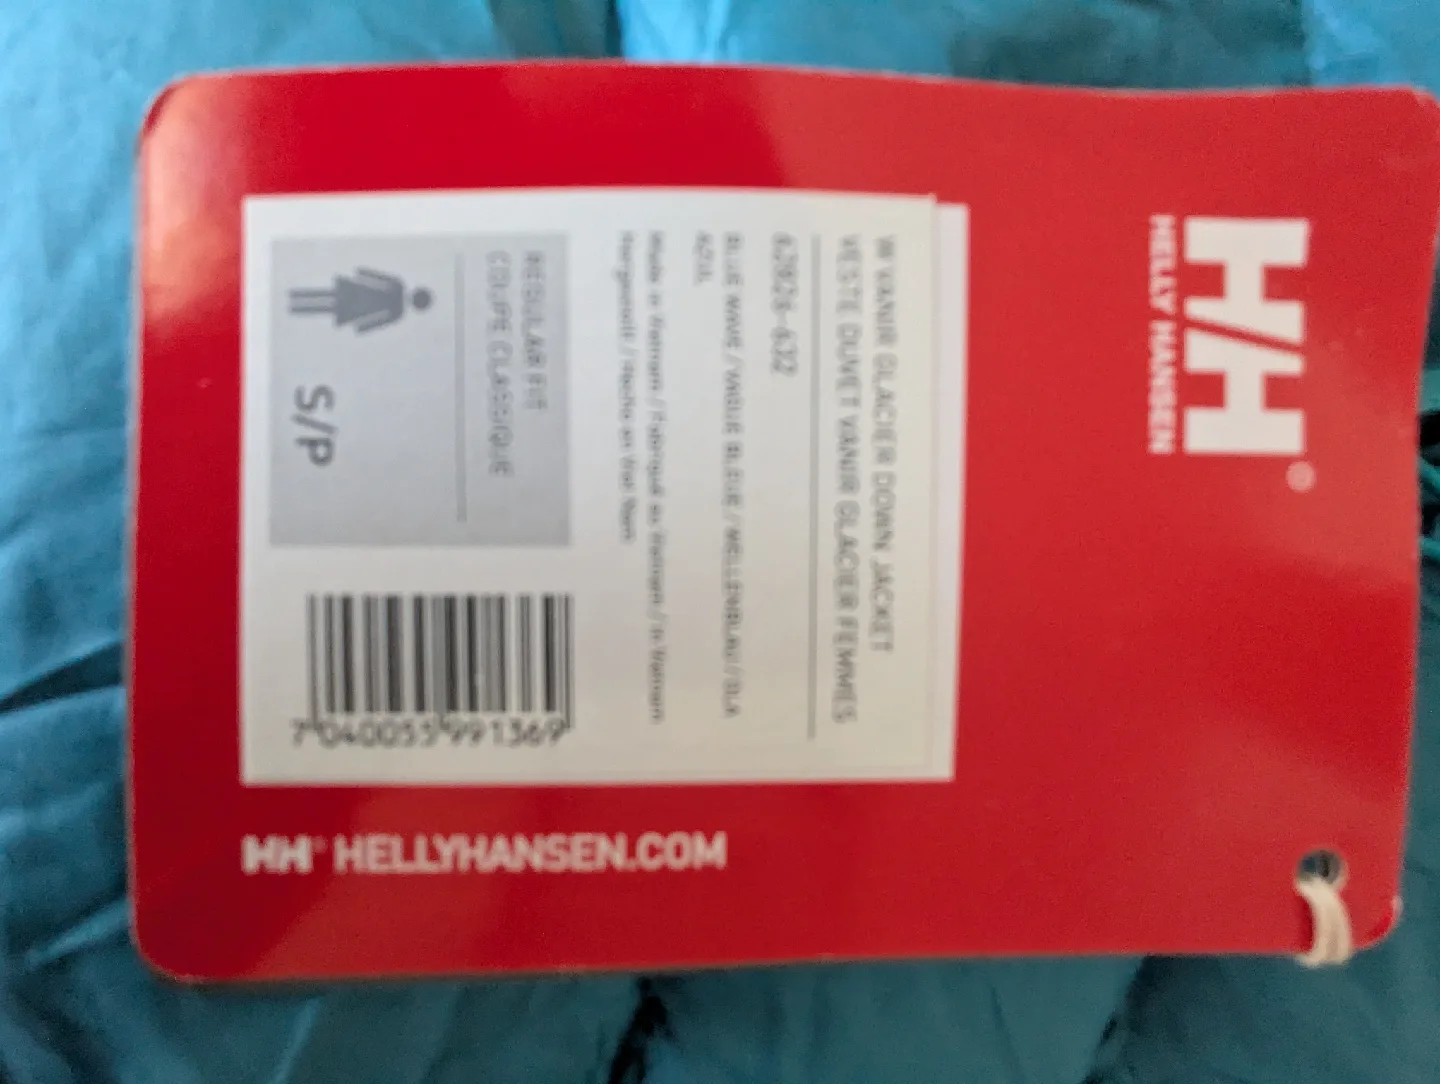 HH®
HELLY HANSEN
W VANIR GLACIER DOWN JACKET
VESTE DUVET VANIR GLACIER FEMMES
62826-632
BLUE WAVE / VAGUE BLEUE / WELLENBLAU /
AZUL
Made in Vietnam / Fabriqué au Vietnam / In Vietnam
Hergestellt / Hecho en
REGULAR FIT
COUPE CLASSIQUE
S/P
7 040055 991369
HH® HELLYHANSEN.COM